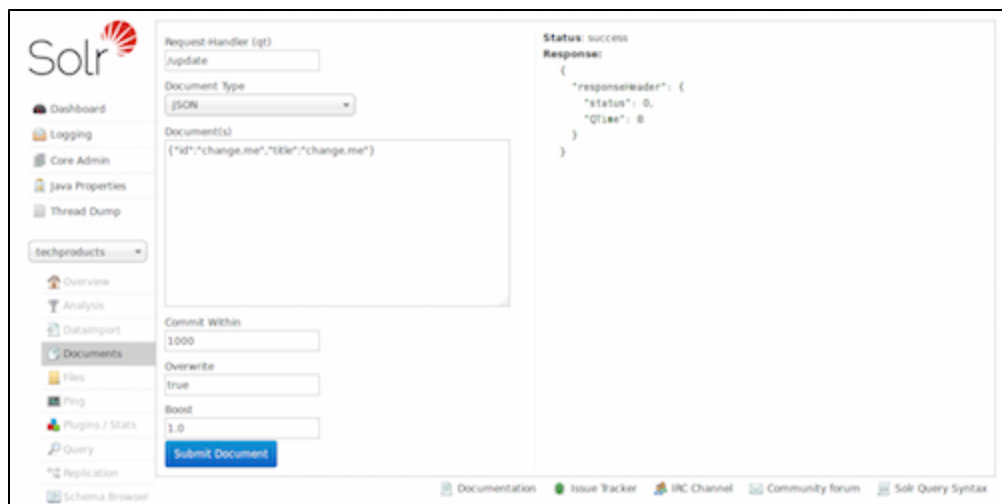 Solr
Dashboard
Logging
Core Admin
Java Properties
Thread Dump
techproducts
Overview
Analysis
Dataimport
Documents
Files
Ping
Plugins / Stats
Query
Replication
Schema Browser
Request-Handler (qt)
/update
Document Type
JSON
Document(s)
{"id":"change.me","title":"change.me"}
Commit Within
1000
Overwrite
true
Boost
1.0
Submit Document
Status: success
Response:
{
"responseHeader": {
"status": 0,
"QTime": 8
}
}
Documentation Issue Tracker IRC Channel Community forum Solr Query Syntax